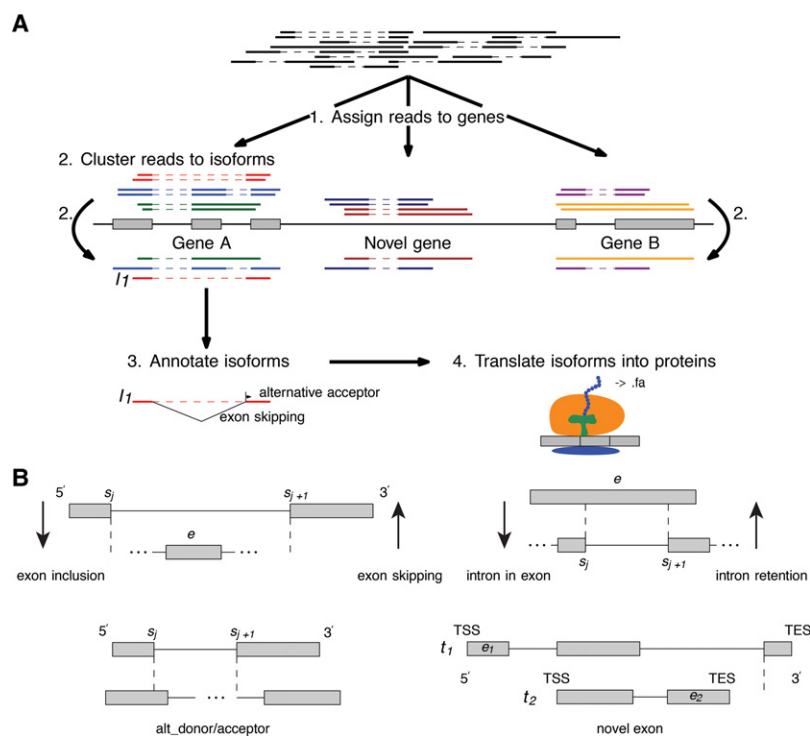 A
1. Assign reads to genes
2. Cluster reads to isoforms
2.
2.
Gene A
Novel gene
Gene B
I1
3. Annotate isoforms
4. Translate isoforms into proteins
I1
alternative acceptor
exon skipping
-> .fa
B
5′
sj
sj+1
3′
e
exon inclusion
exon skipping
e
sj
sj+1
intron in exon
intron retention
5′
sj
sj+1
3′
alt_donor/acceptor
TSS
TES
t1
e1
5′
TSS
TES
3′
t2
e2
novel exon